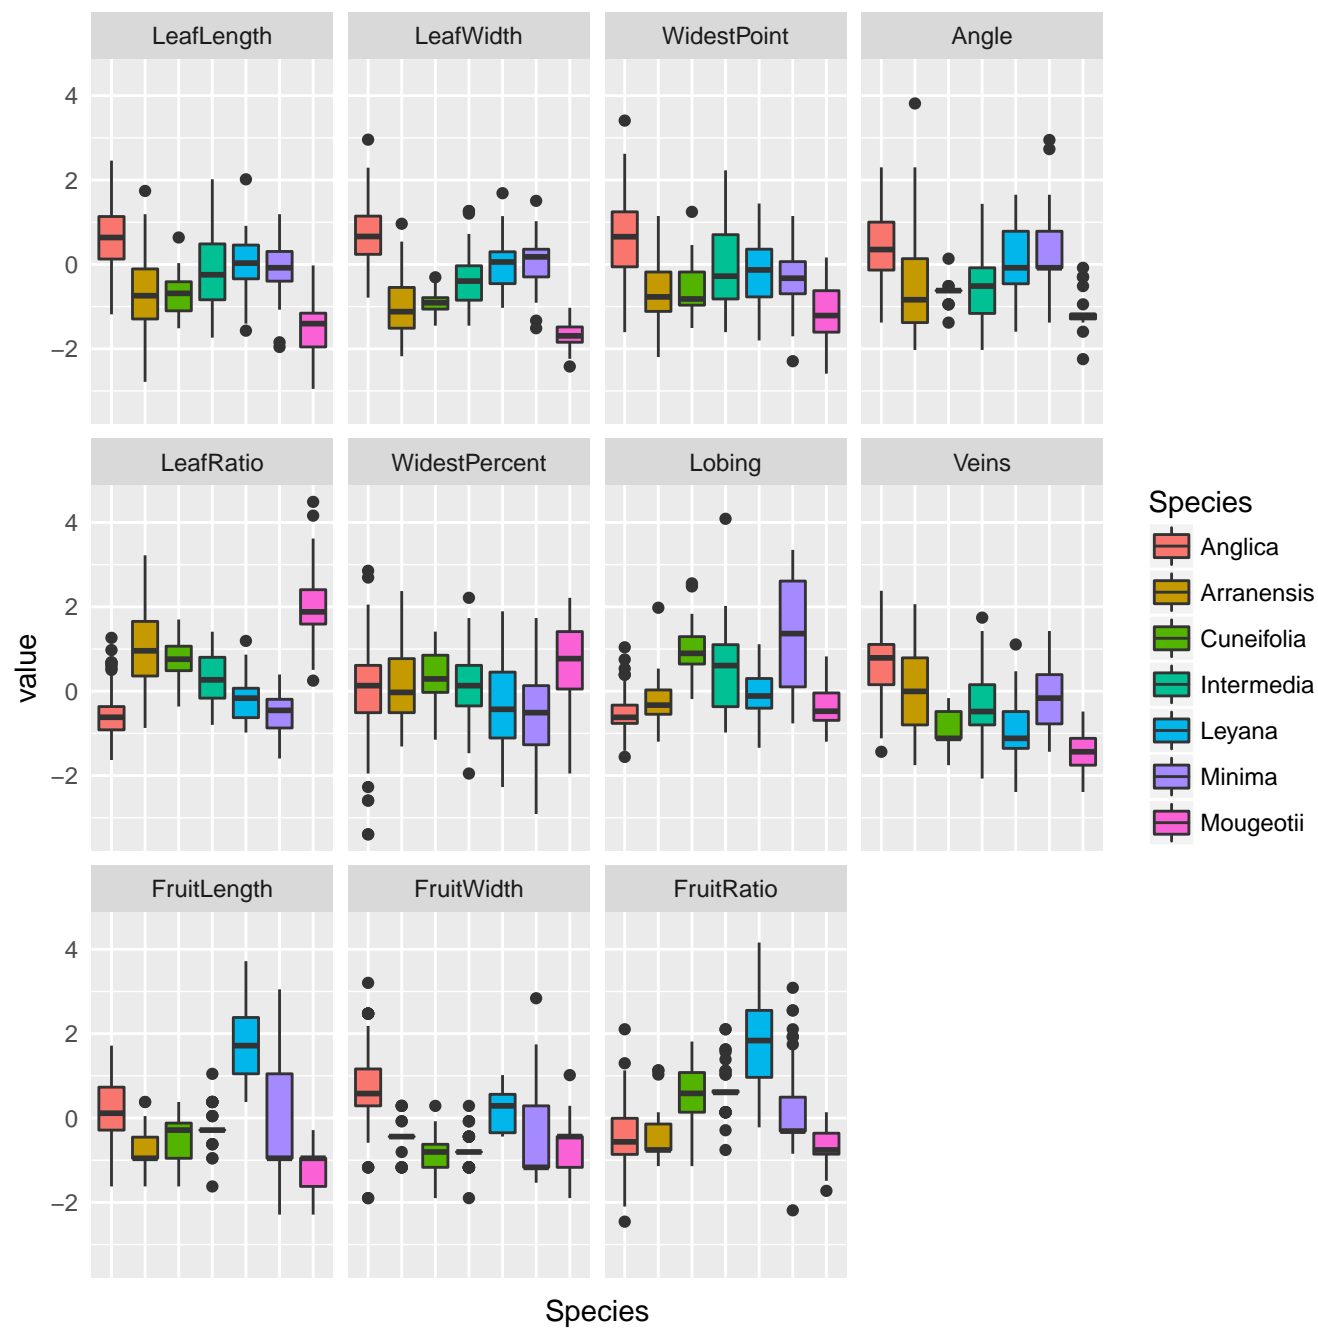 LeafLength LeafWidth WidestPoint Angle
4
2
0
−2
LeafRatio WidestPercent Lobing Veins
4
2
0
−2
FruitLength FruitWidth FruitRatio
4
2
0
−2
value
Species
Species
Anglica
Arranensis
Cuneifolia
Intermedia
Leyana
Minima
Mougeotii